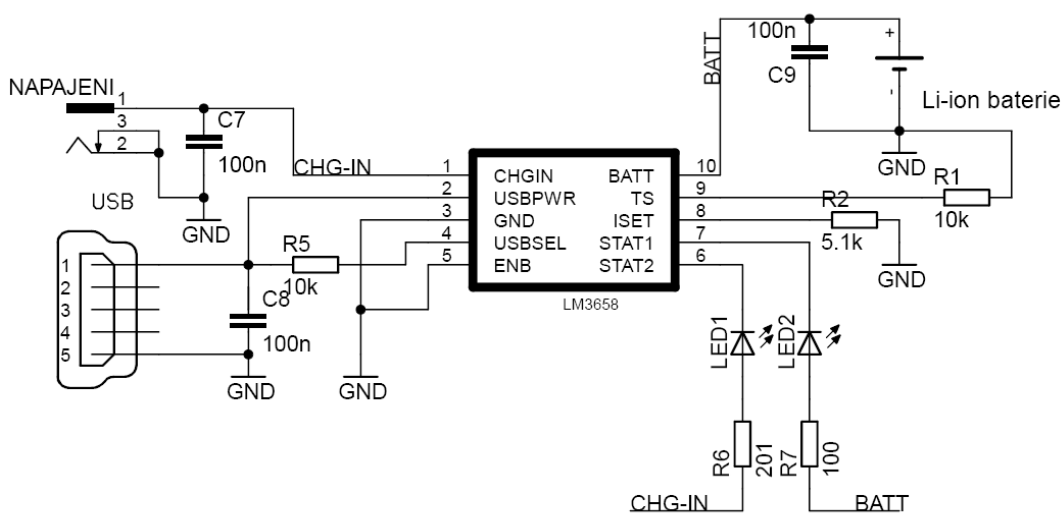 NAPAJENI
1
3
2
C7
100n
CHG-IN
GND
USB
1
2
3
4
5
R5
10k
C8
100n
GND
GND
1
2
3
4
5
CHGIN
USBPWR
GND
USBSEL
ENB
BATT
TS
ISET
STAT1
STAT2
10
9
8
7
6
LM3658
BATT
100n
C9
+
-
Li-ion baterie
GND
R1
10k
R2
5.1k
GND
LED1
LED2
R6
201
R7
100
CHG-IN
BATT